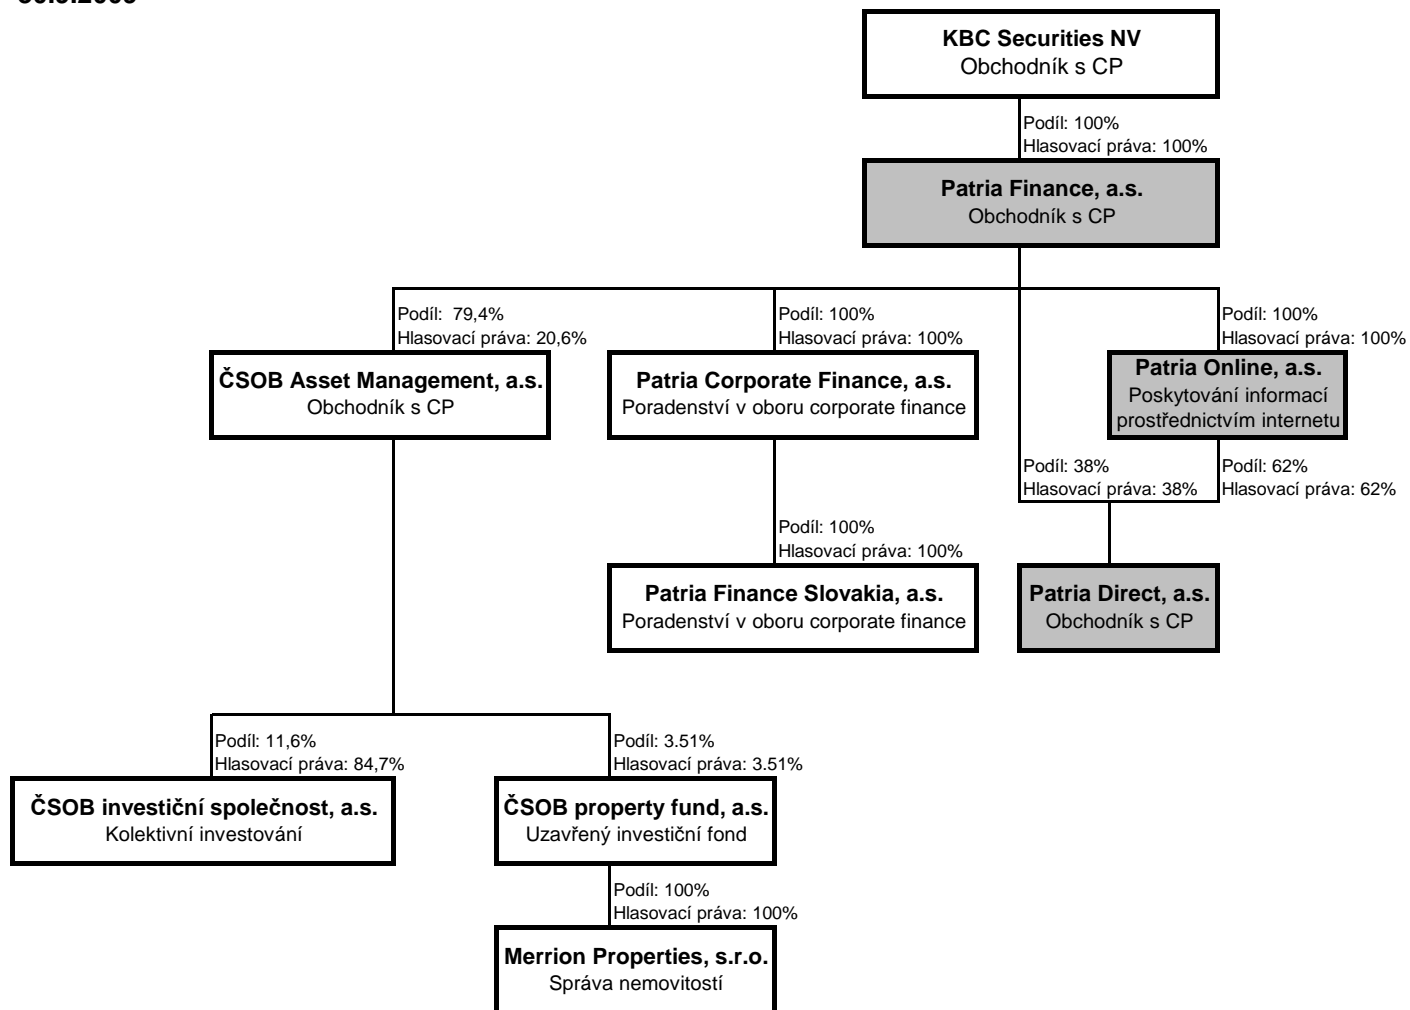 KBC Securities NV
Obchodník s CP
Podíl: 100%
Hlasovací práva: 100%
Patria Finance, a.s.
Obchodník s CP
Podíl:  79,4%
Hlasovací práva: 20,6%
Podíl: 100%
Hlasovací práva: 100%
Podíl: 100%
Hlasovací práva: 100%
ČSOB Asset Management, a.s.
Obchodník s CP
Patria Corporate Finance, a.s.
Poradenství v oboru corporate finance
Patria Online, a.s.
Poskytování informací
prostřednictvím internetu
Podíl: 38%
Hlasovací práva: 38%
Podíl: 62%
Hlasovací práva: 62%
Podíl: 100%
Hlasovací práva: 100%
Patria Finance Slovakia, a.s.
Poradenství v oboru corporate finance
Patria Direct, a.s.
Obchodník s CP
Podíl: 11,6%
Hlasovací práva: 84,7%
Podíl: 3.51%
Hlasovací práva: 3.51%
ČSOB investiční společnost, a.s.
Kolektivní investování
ČSOB property fund, a.s.
Uzavřený investiční fond
Podíl: 100%
Hlasovací práva: 100%
Merrion Properties, s.r.o.
Správa nemovitostí